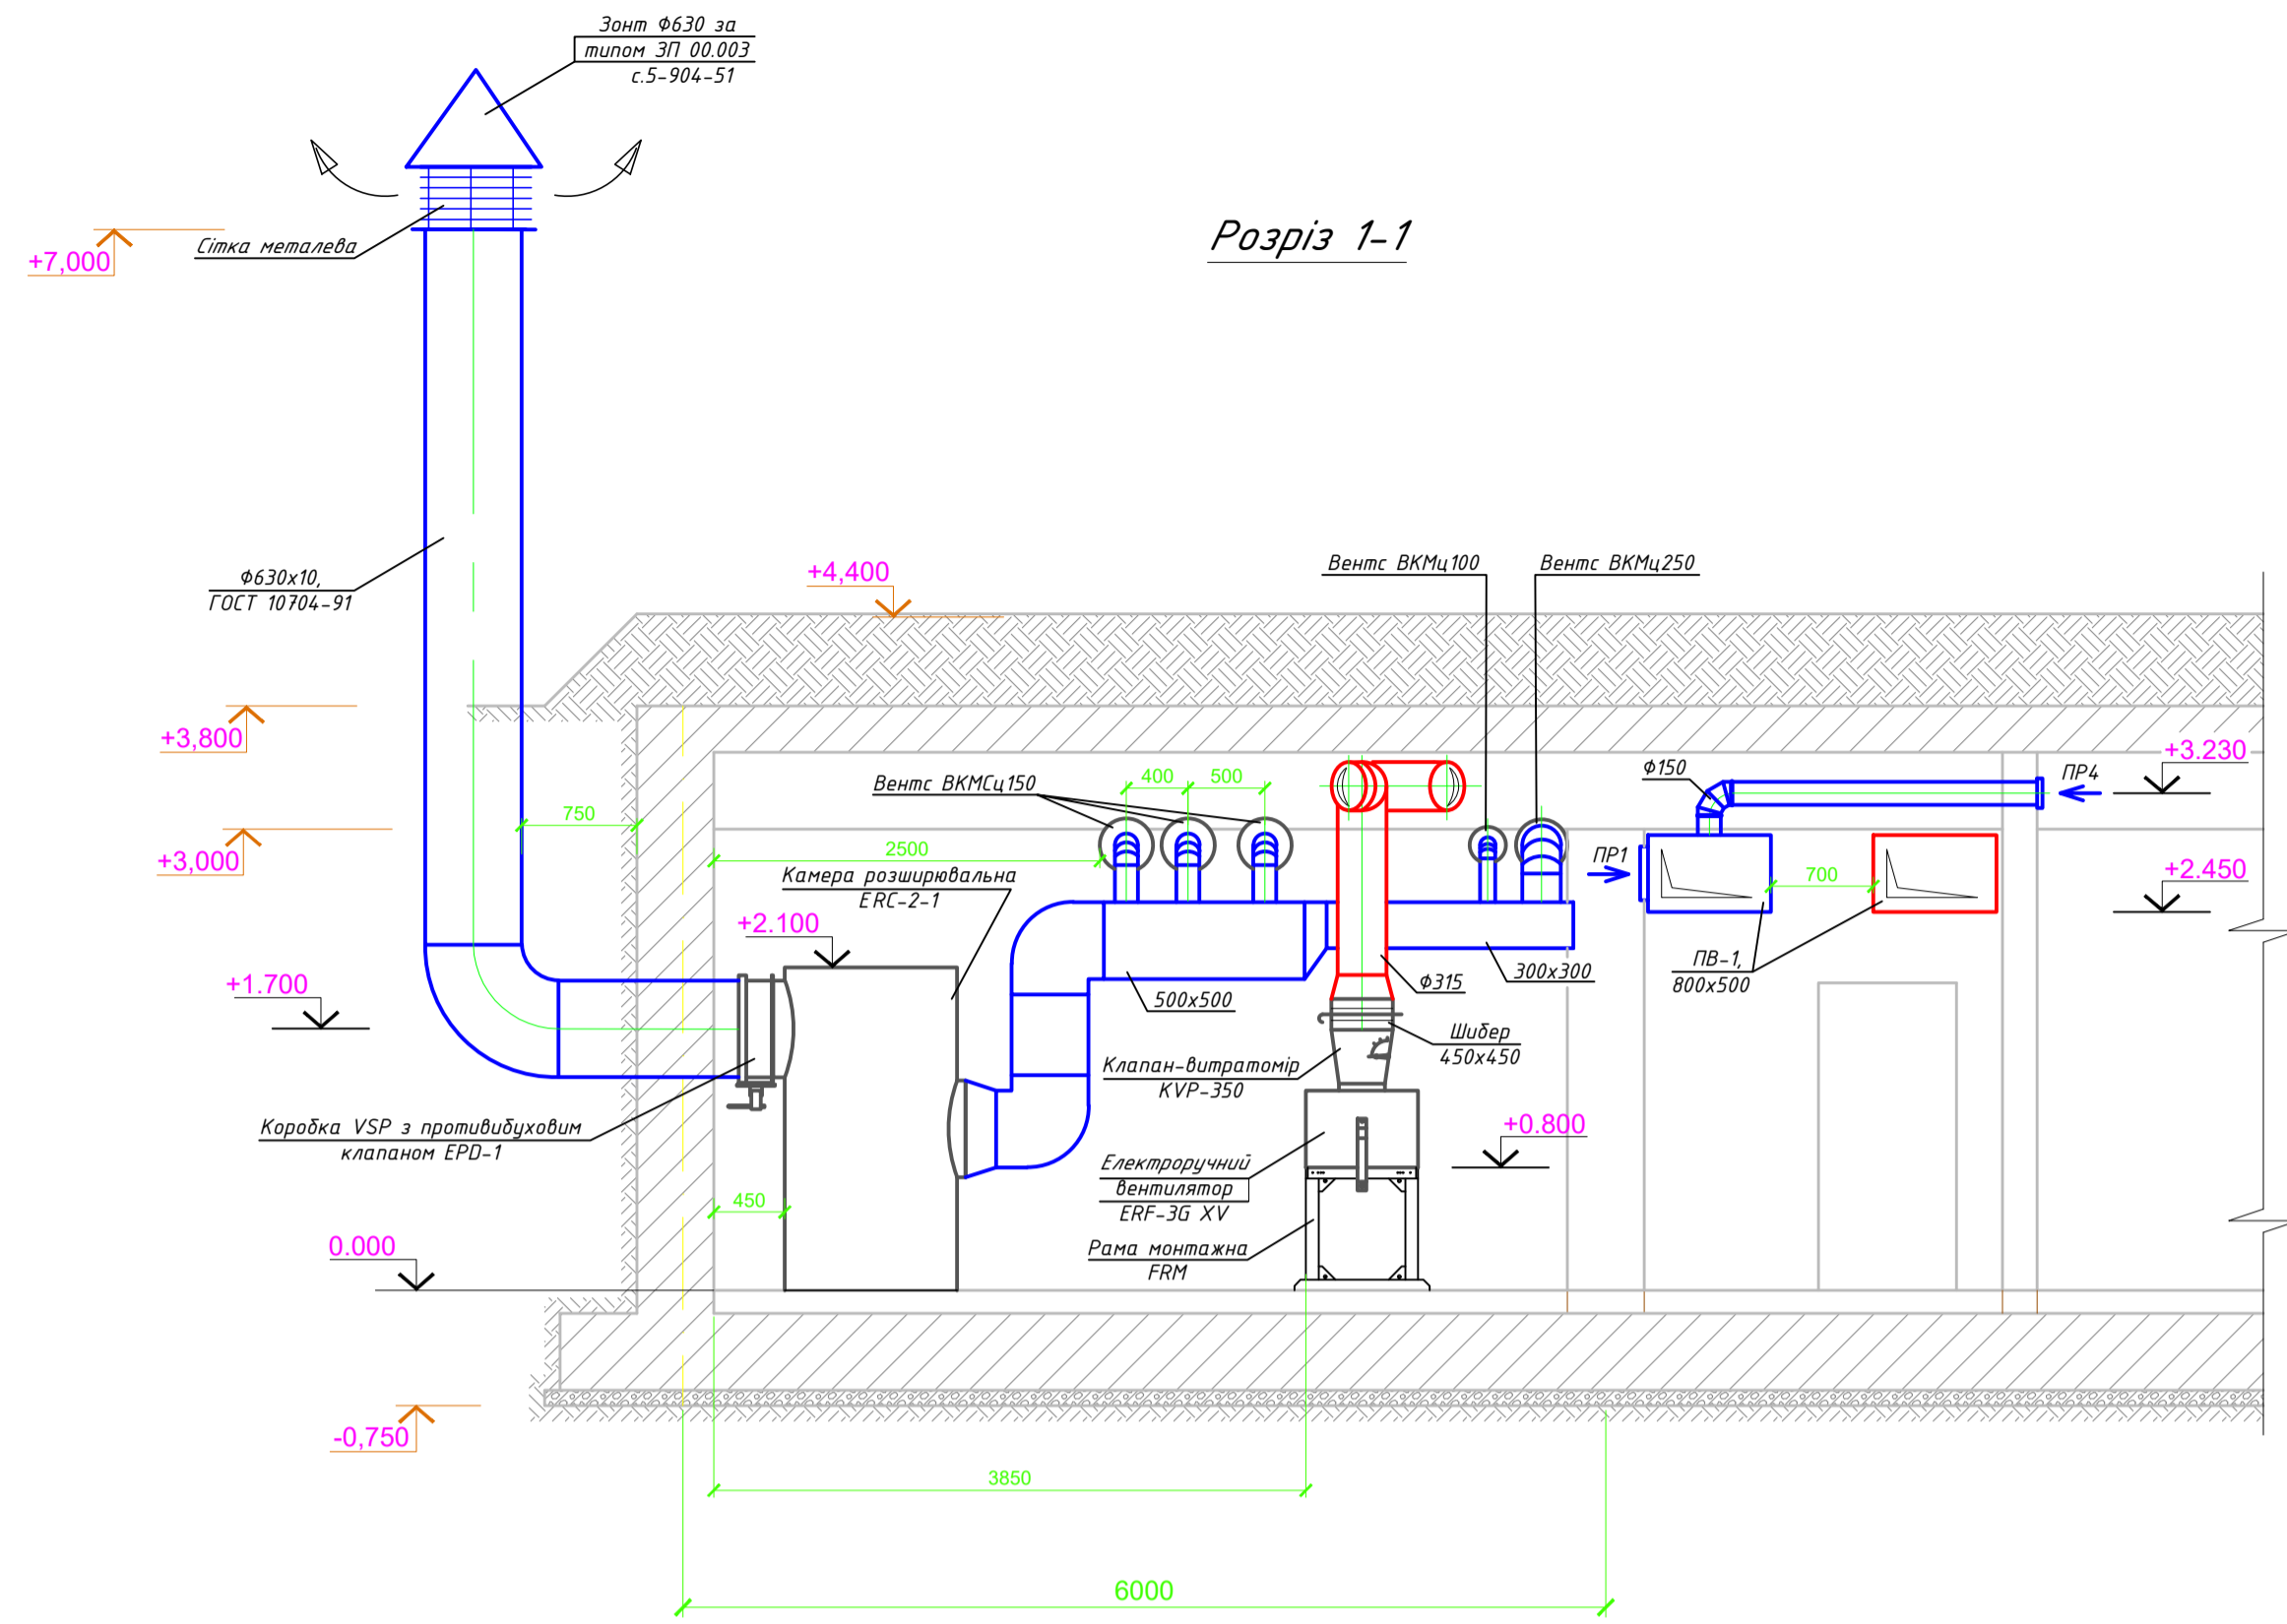 Зонт Ф630 за
типом ЗП 00.003
с.5-904-51
Розріз 1-1
Сітка металева
+7,000
Ф630х10,
ГОСТ 10704-91
+4,400
Вентс ВКМц100
Вентс ВКМц250
+3,800
+3.230
Ф150
ПР4
Вентс ВКМСц150
400
500
750
+3,000
2500
ПР1
700
+2.450
Камера розширювальна
ERC-2-1
+2.100
ПВ-1,
800х500
+1.700
500х500
Ф315
300х300
Шибер
450х450
Клапан-витратомір
KVP-350
Коробка VSP з противибуховим
клапаном EPD-1
+0.800
Електроручний
вентилятор
ERF-3G XV
450
Рама монтажна
FRM
0.000
-0,750
3850
6000